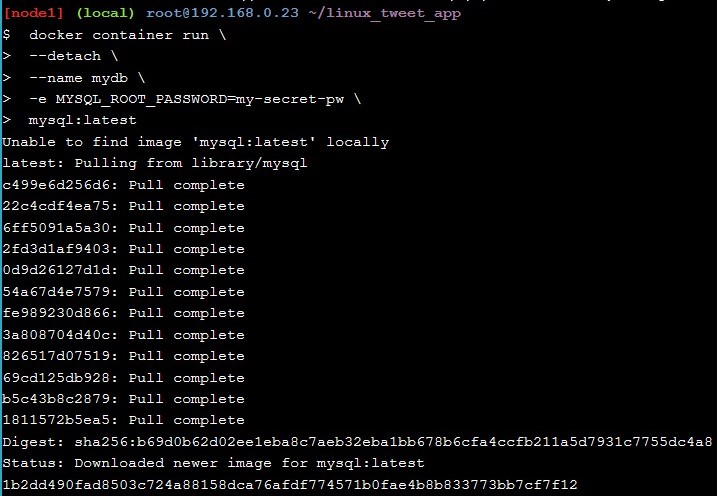 [node1] (local) root@192.168.0.23 ~/linux_tweet_app
$  docker container run \
>  --detach \
>  --name mydb \
>  -e MYSQL_ROOT_PASSWORD=my-secret-pw \
>  mysql:latest
Unable to find image 'mysql:latest' locally
latest: Pulling from library/mysql
c499e6d256d6: Pull complete
22c4cdf4ea75: Pull complete
6ff5091a5a30: Pull complete
2fd3d1af9403: Pull complete
0d9d26127d1d: Pull complete
54a67d4e7579: Pull complete
fe989230d866: Pull complete
3a808704d40c: Pull complete
826517d07519: Pull complete
69cd125db928: Pull complete
b5c43b8c2879: Pull complete
1811572b5ea5: Pull complete
Digest: sha256:b69d0b62d02ee1eba8c7aeb32eba1bb678b6cfa4ccfb211a5d7931c7755dc4a8
Status: Downloaded newer image for mysql:latest
1b2dd490fad8503c724a88158dca76afdf774571b0fae4b8b833773bb7cf7f12